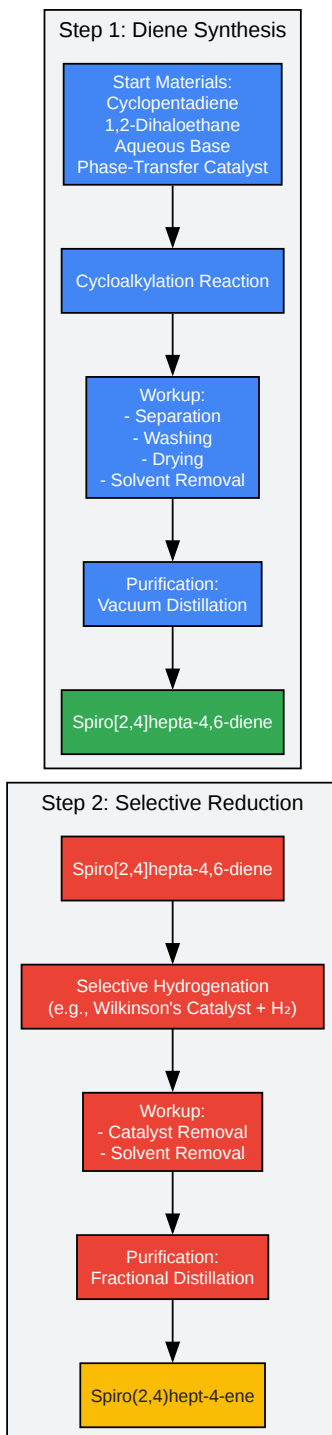 Step 1: Diene Synthesis
Start Materials:
Cyclopentadiene
1,2-Dihaloethane
Aqueous Base
Phase-Transfer Catalyst
Cycloalkylation Reaction
Workup:
- Separation
- Washing
- Drying
- Solvent Removal
Purification:
Vacuum Distillation
Spiro[2,4]hepta-4,6-diene
Step 2: Selective Reduction
Spiro[2,4]hepta-4,6-diene
Selective Hydrogenation
(e.g., Wilkinson's Catalyst + H₂)
Workup:
- Catalyst Removal
- Solvent Removal
Purification:
Fractional Distillation
Spiro(2,4)hept-4-ene